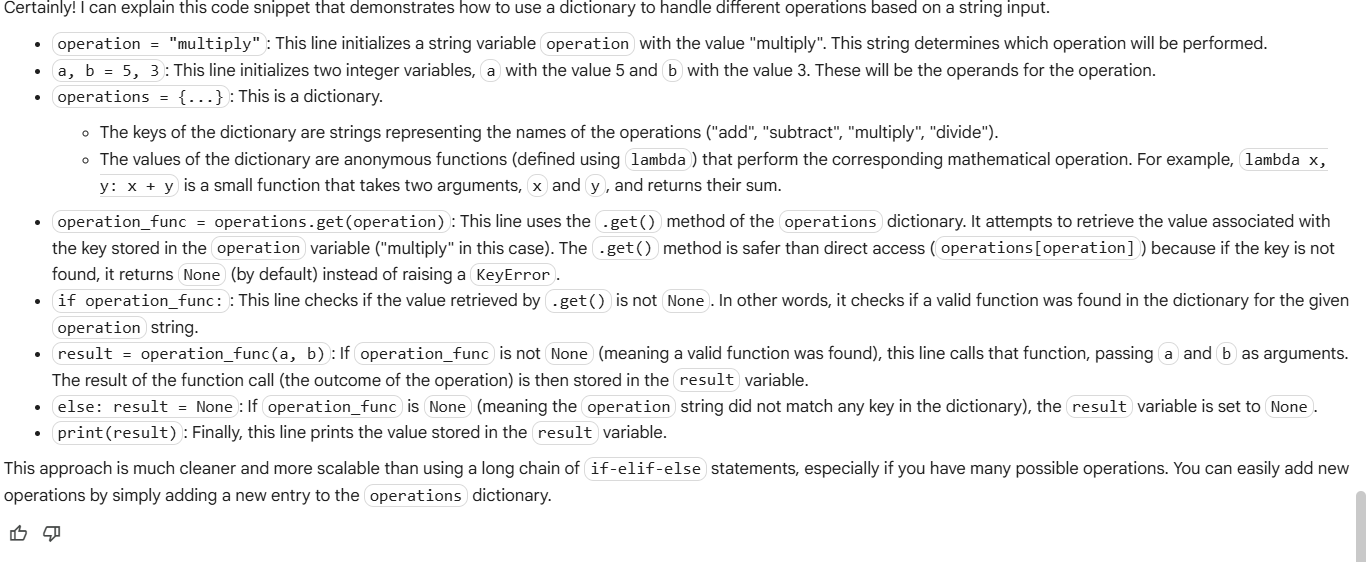 Certainly! I can explain this code snippet that demonstrates how to use a dictionary to handle different operations based on a string input.
• operation = "multiply" : This line initializes a string variable operation with the value "multiply". This string determines which operation will be performed.
• a, b = 5, 3 : This line initializes two integer variables, a with the value 5 and b with the value 3. These will be the operands for the operation.
• operations = {...} : This is a dictionary.
◦ The keys of the dictionary are strings representing the names of the operations ("add", "subtract", "multiply", "divide").
◦ The values of the dictionary are anonymous functions (defined using lambda ) that perform the corresponding mathematical operation. For example, lambda x,
y: x + y is a small function that takes two arguments, x and y , and returns their sum.
• operation_func = operations.get(operation) : This line uses the .get() method of the operations dictionary. It attempts to retrieve the value associated with
the key stored in the operation variable ("multiply" in this case). The .get() method is safer than direct access ( operations[operation] ) because if the key is not
found, it returns None (by default) instead of raising a KeyError .
• if operation_func: : This line checks if the value retrieved by .get() is not None . In other words, it checks if a valid function was found in the dictionary for the given
operation string.
• result = operation_func(a, b) : If operation_func is not None (meaning a valid function was found), this line calls that function, passing a and b as arguments.
The result of the function call (the outcome of the operation) is then stored in the result variable.
• else: result = None : If operation_func is None (meaning the operation string did not match any key in the dictionary), the result variable is set to None .
• print(result) : Finally, this line prints the value stored in the result variable.
This approach is much cleaner and more scalable than using a long chain of if-elif-else statements, especially if you have many possible operations. You can easily add new
operations by simply adding a new entry to the operations dictionary.